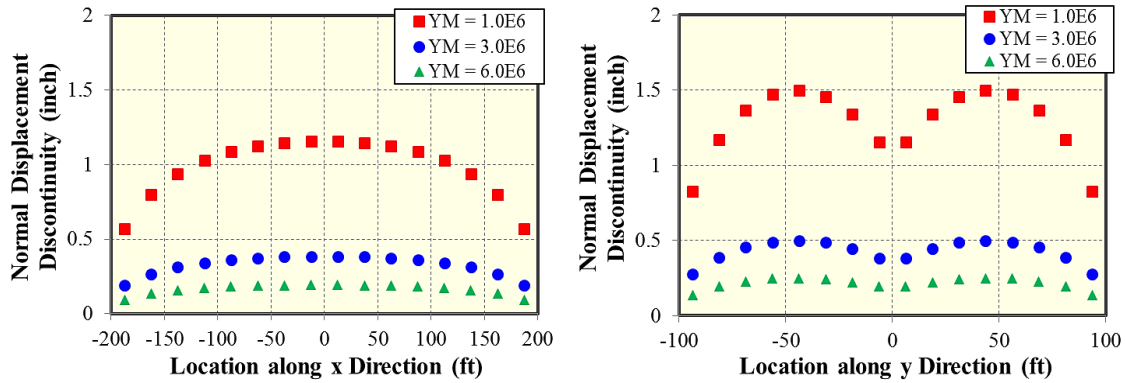 2
1.5
1
0.5
0
-200 -150 -100 -50 0 50 100 150 200
Normal Displacement
Discontinuity (inch)
Location along x Direction (ft)
YM = 1.0E6
YM = 3.0E6
YM = 6.0E6
2
1.5
1
0.5
0
-100 -50 0 50 100
Normal Displacement
Discontinuity (inch)
Location along y Direction (ft)
YM = 1.0E6
YM = 3.0E6
YM = 6.0E6